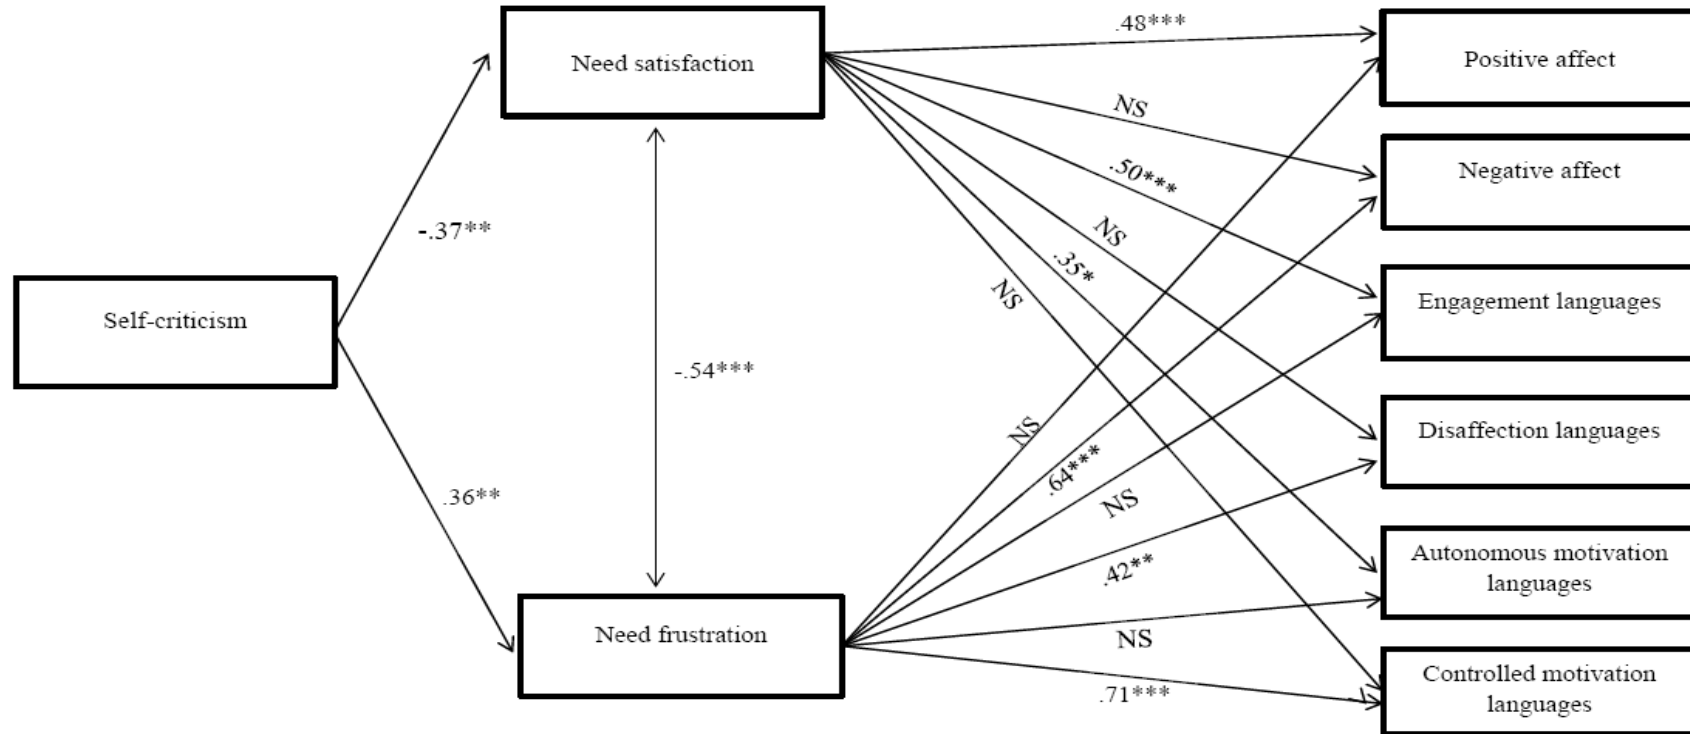 .48***
Need satisfaction
Positive affect
NS
Negative affect
.50***
NS
-.37**
.35*
NS
Engagement languages
Self-criticism
-.54***
NS
Disaffection languages
.64***
.36**
NS
Autonomous motivation
languages
.42**
Need frustration
NS
Controlled motivation
languages
.71***